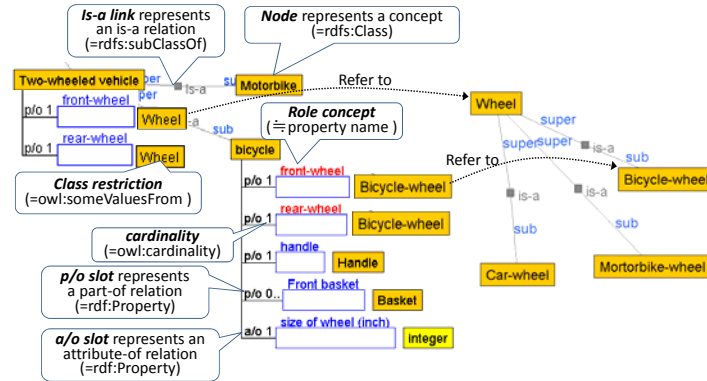 Is-a link represents
an is-a relation
(=rdfs:subClassOf)
Node represents a concept
(=rdfs:Class)
Two-wheeled vehicle
per
is-a
su
Motorbike
Refer to
front-wheel
per
p/o 1
Wheel
-a
sub
rear-wheel
p/o 1
Wheel
Class restriction
(=owl:someValuesFrom )
Role concept
(≒property name )
bicycle
front-wheel
p/o 1
Bicycle-wheel
Refer to
rear-wheel
p/o 1
Bicycle-wheel
cardinality
(=owl:cardinality)
handle
p/o 1
Handle
p/o slot represents
a part-of relation
(=rdf:Property)
Front basket
p/o 0..
Basket
a/o slot represents an
attribute-of relation
(=rdf:Property)
size of wheel (inch)
a/o 1
integer
Wheel
super
super
super
is-a
sub
Bicycle-wheel
is-a
is-a
sub
sub
Car-wheel
Mortorbike-wheel